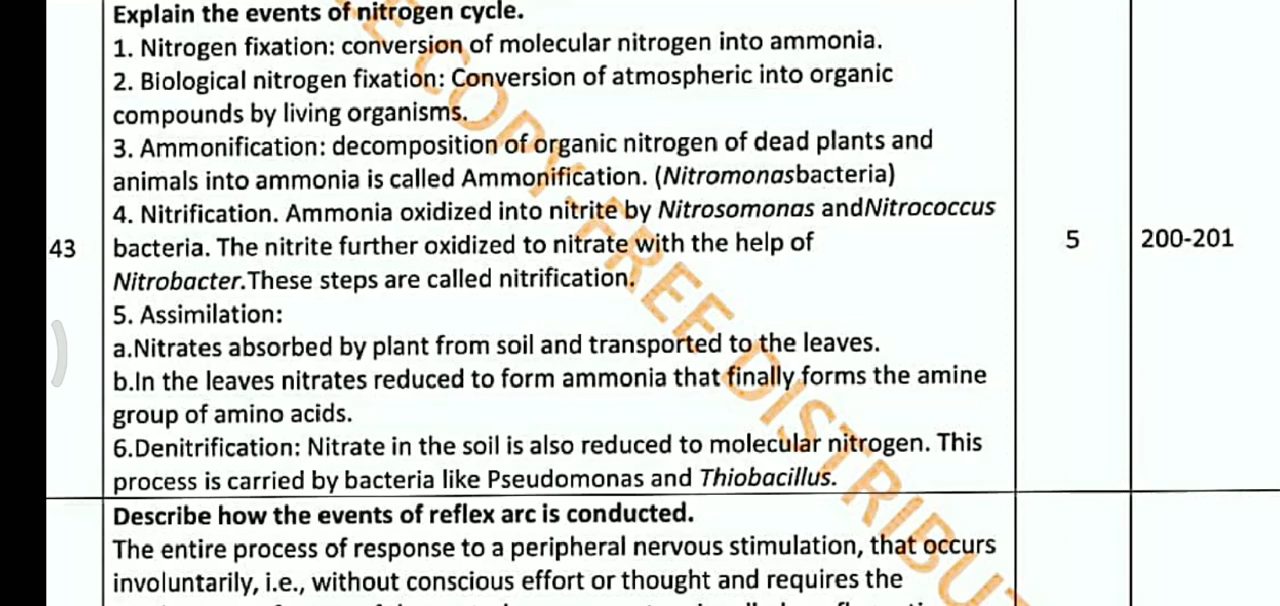 Explain the events of nitrogen cycle.
1. Nitrogen fixation: conversion of molecular nitrogen into ammonia.
2. Biological nitrogen fixation: Conversion of atmospheric into organic
compounds by living organisms.
3. Ammonification: decomposition of organic nitrogen of dead plants and
animals into ammonia is called Ammonification. (Nitromonasbacteria)
4. Nitrification. Ammonia oxidized into nitrite by Nitrosomonas andNitrococcus
43 bacteria. The nitrite further oxidized to nitrate with the help of 5 200-201
Nitrobacter.These steps are called nitrification.
5. Assimilation:
a.Nitrates absorbed by plant from soil and transported to the leaves.
b.In the leaves nitrates reduced to form ammonia that finally forms the amine
group of amino acids.
6.Denitrification: Nitrate in the soil is also reduced to molecular nitrogen. This
process is carried by bacteria like Pseudomonas and Thiobacillus.
Describe how the events of reflex arc is conducted.
The entire process of response to a peripheral nervous stimulation, that occurs
involuntarily, i.e., without conscious effort or thought and requires the
COPY -FREE DISTRIBUT